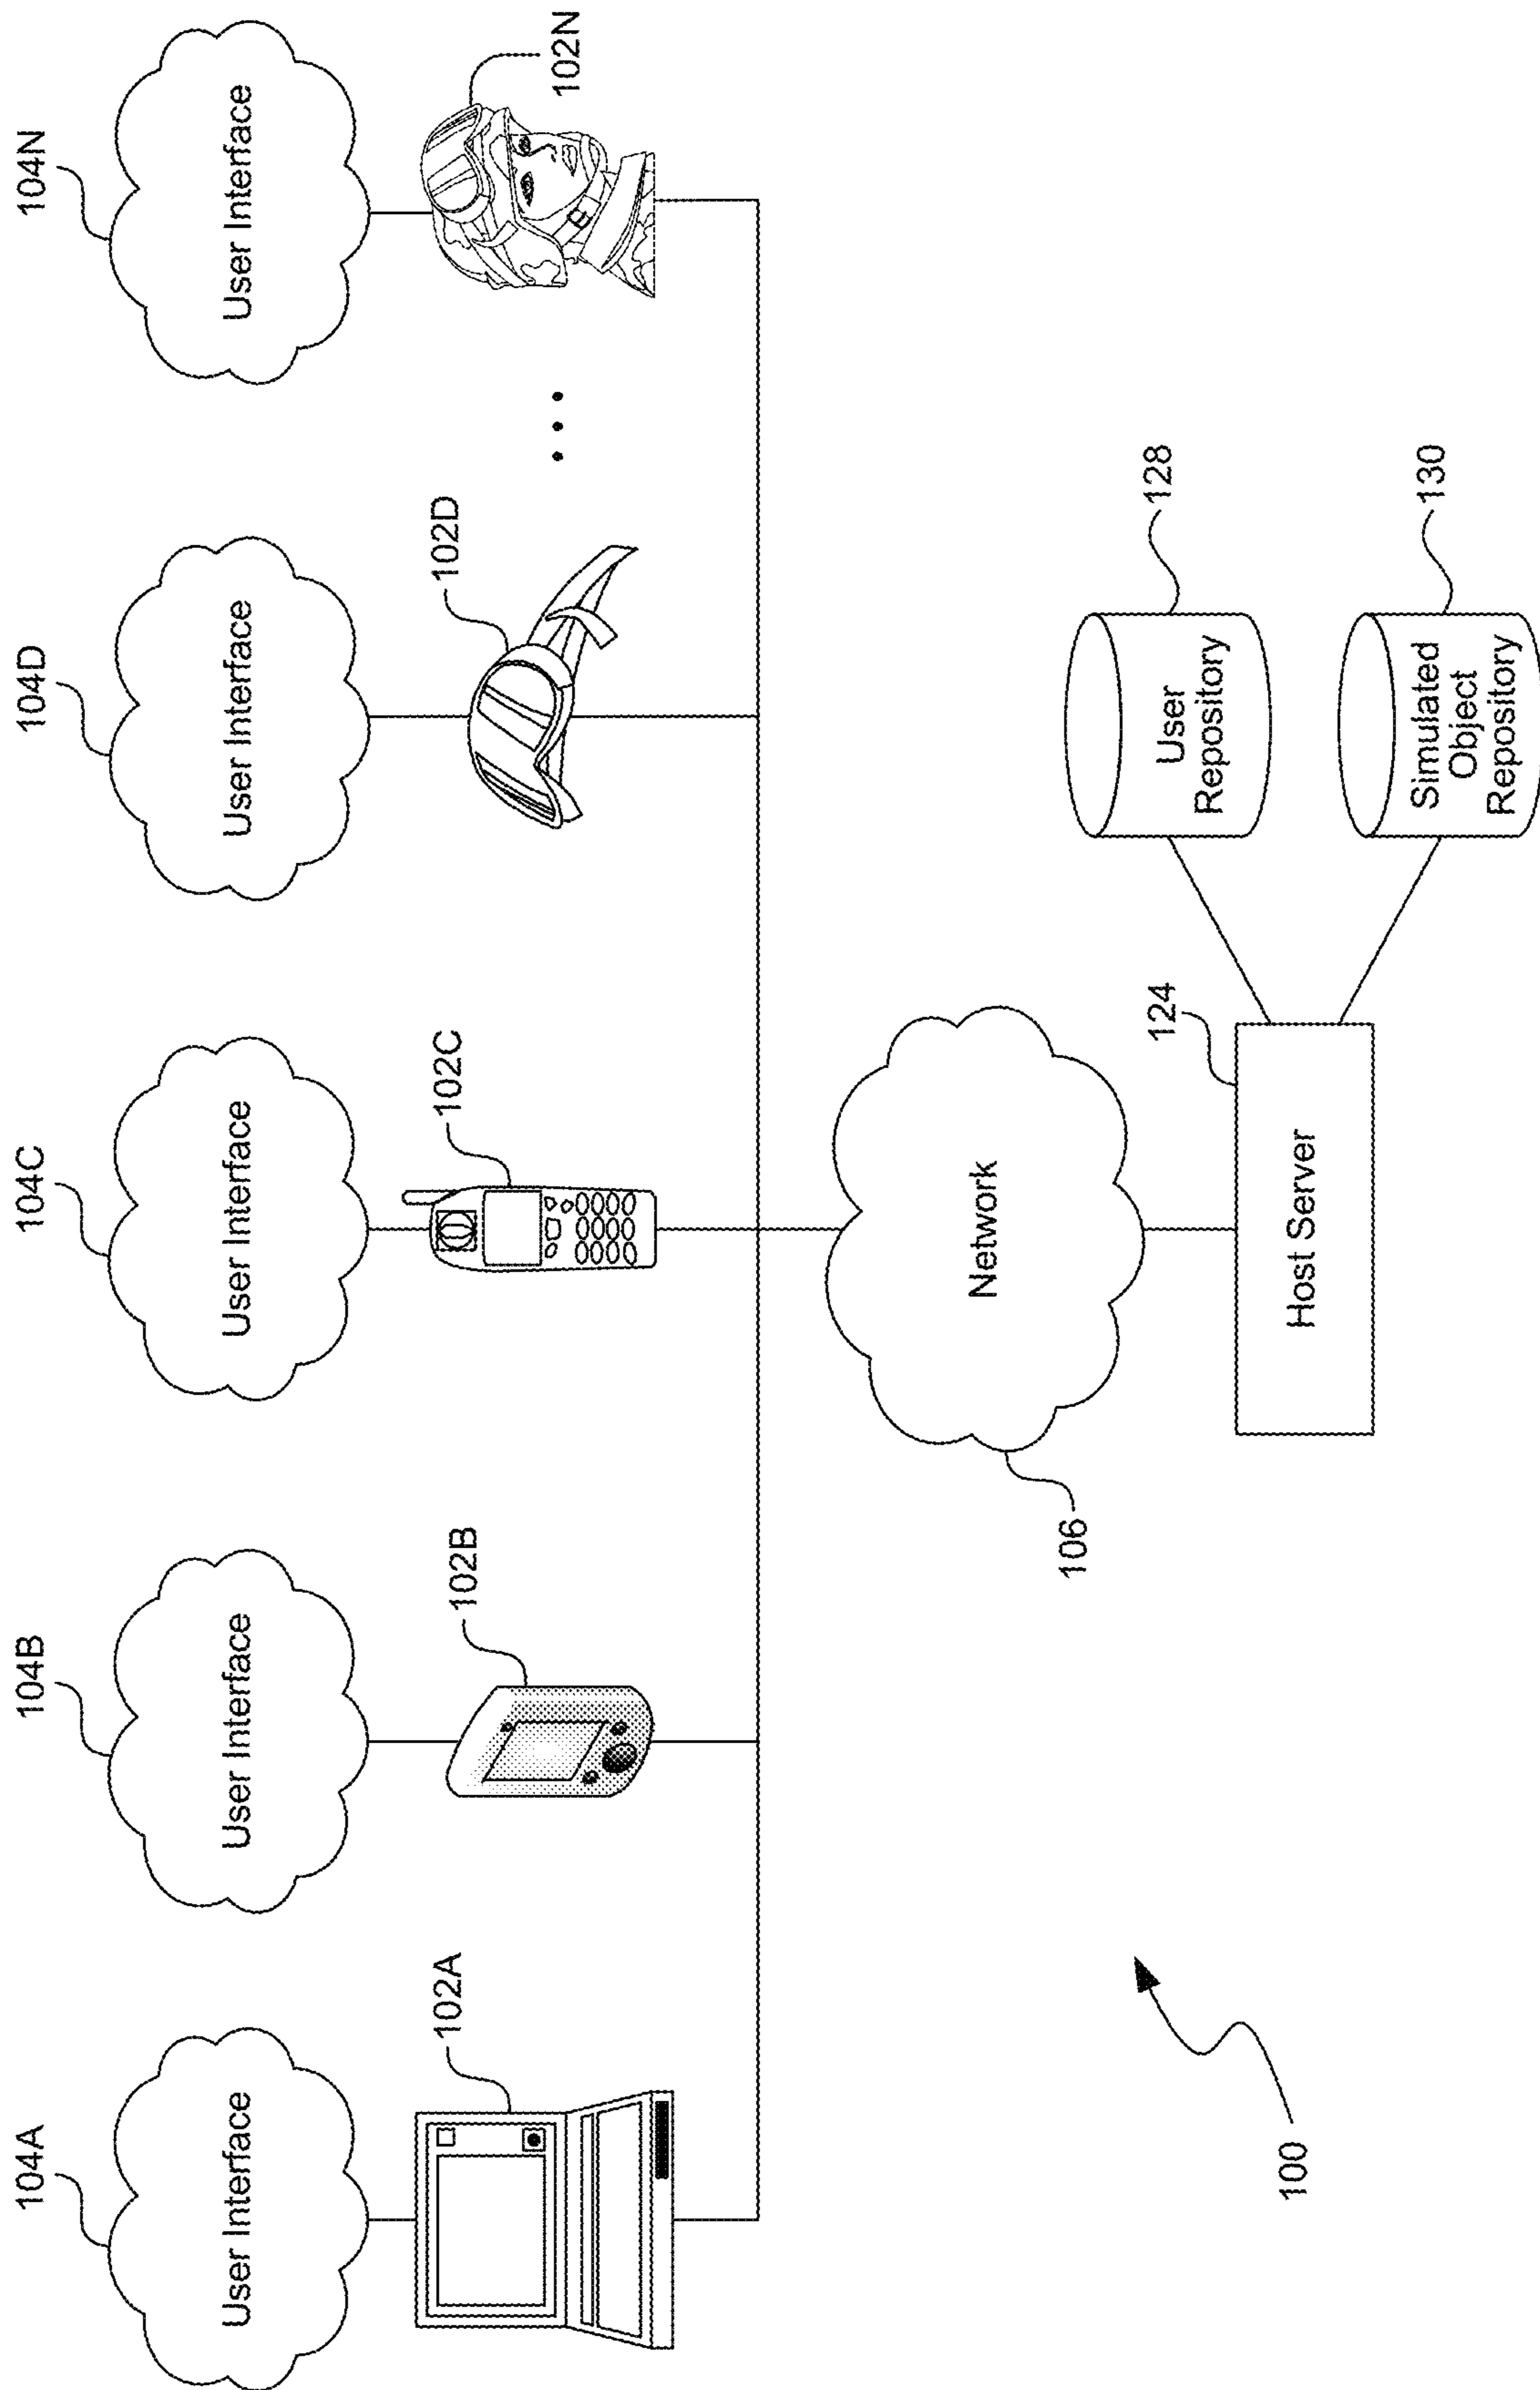 104A
104B
104C
104D
104N
User Interface
User Interface
User Interface
User Interface
User Interface
102A
102B
102C
102D
102N
106
Network
124
Host Server
128
User
Repository
130
Simulated
Object
Repository
100